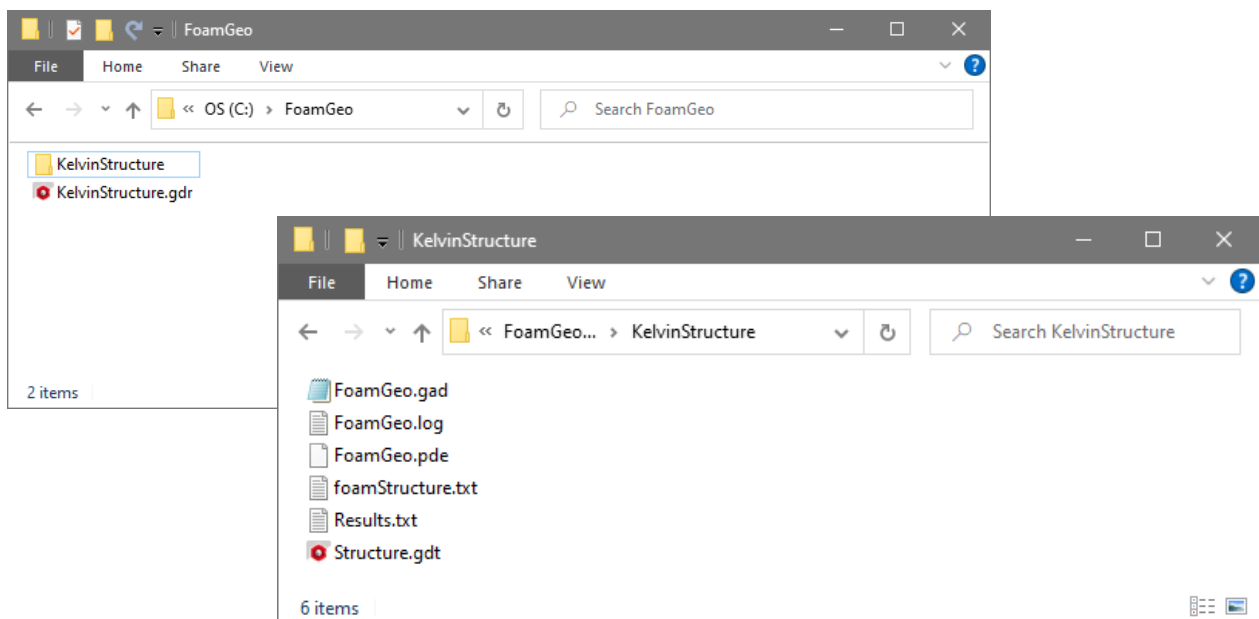 FoamGeo
File Home Share View ?
« OS (C:) › FoamGeo Search FoamGeo
KelvinStructure
KelvinStructure.gdr
2 items
KelvinStructure
File Home Share View ?
« FoamGeo... › KelvinStructure Search KelvinStructure
FoamGeo.gad
FoamGeo.log
FoamGeo.pde
foamStructure.txt
Results.txt
Structure.gdt
6 items